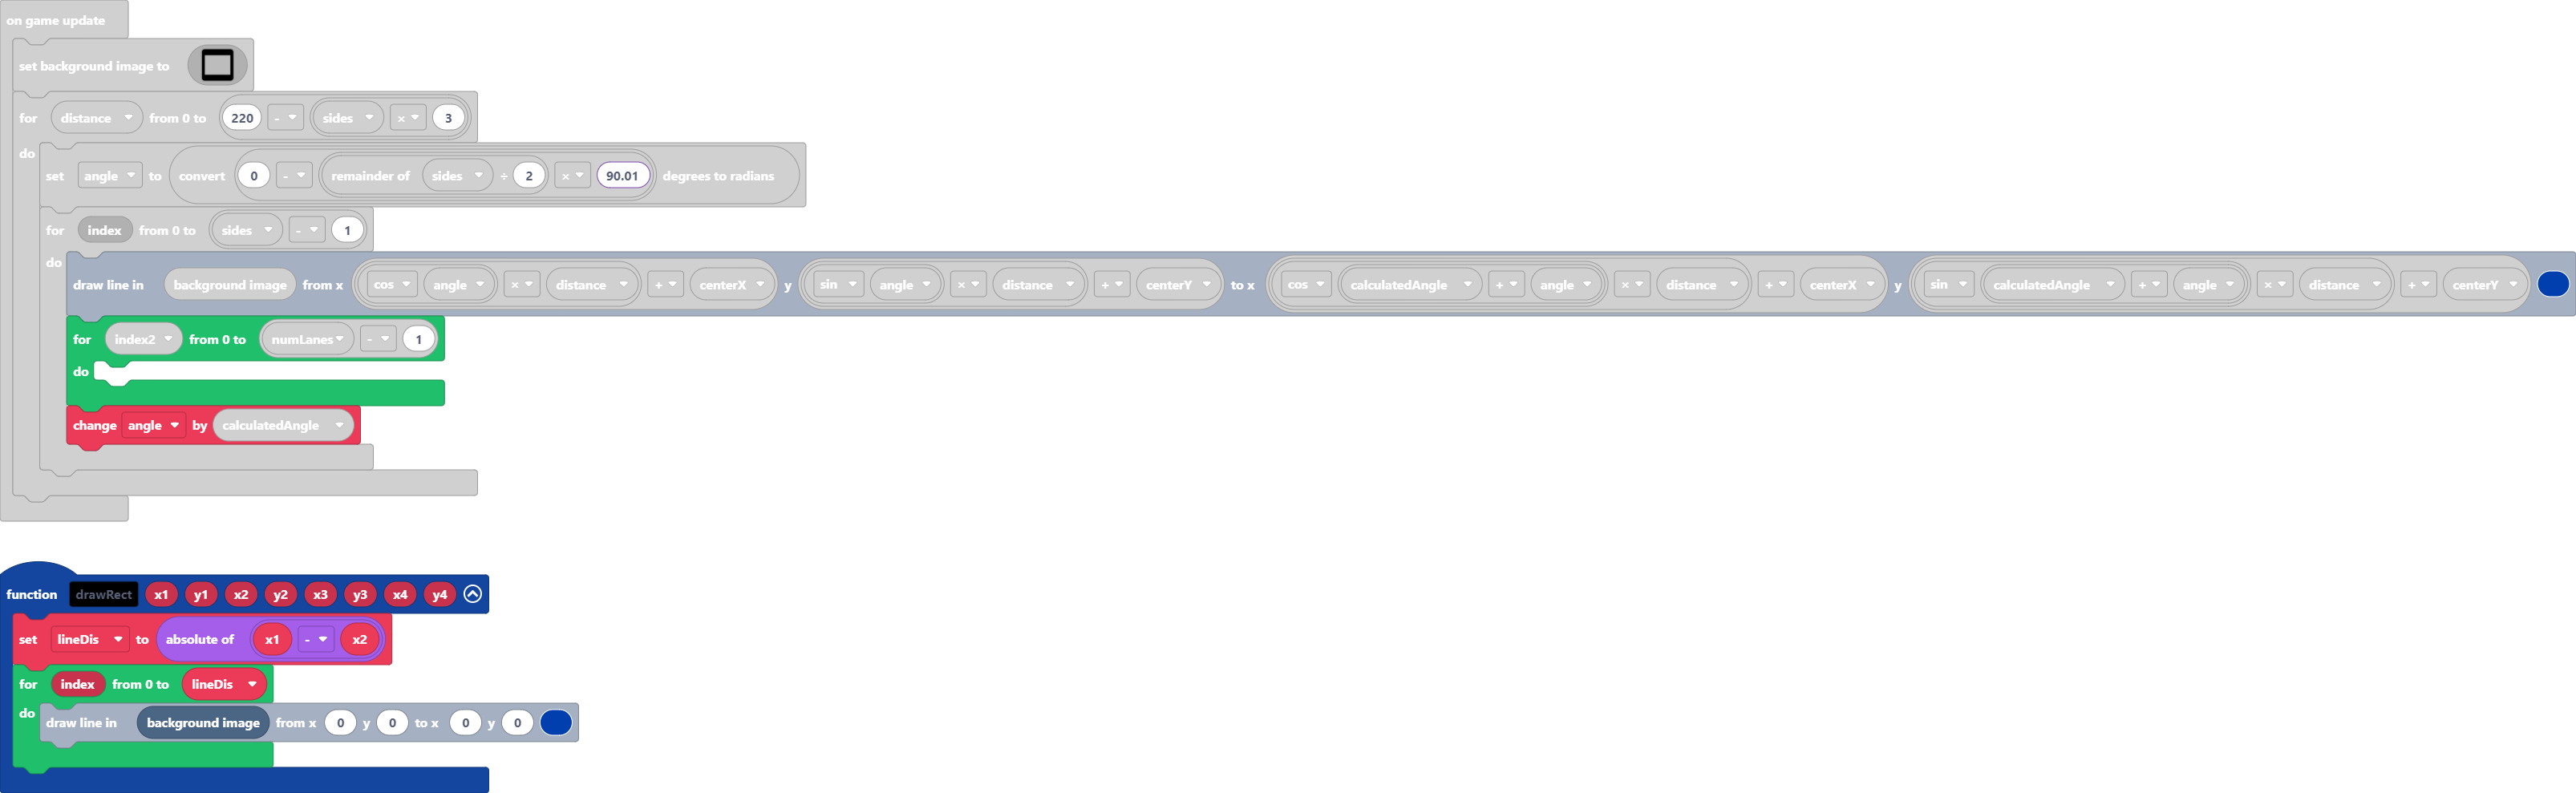 on game update
set background image to
for distance from 0 to 220 - sides × 3
do
set angle to convert 0 - remainder of sides ÷ 2 × 90.01 degrees to radians
for index from 0 to sides - 1
do
draw line in background image from x cos angle × distance + centerX y sin angle × distance + centerY to x cos calculatedAngle + angle × distance + centerX y sin calculatedAngle + angle × distance + centerY
for index2 from 0 to numLanes - 1
do
change angle by calculatedAngle
function drawRect x1 y1 x2 y2 x3 y3 x4 y4
set lineDis to absolute of x1 - x2
for index from 0 to lineDis
do
draw line in background image from x 0 y 0 to x 0 y 0